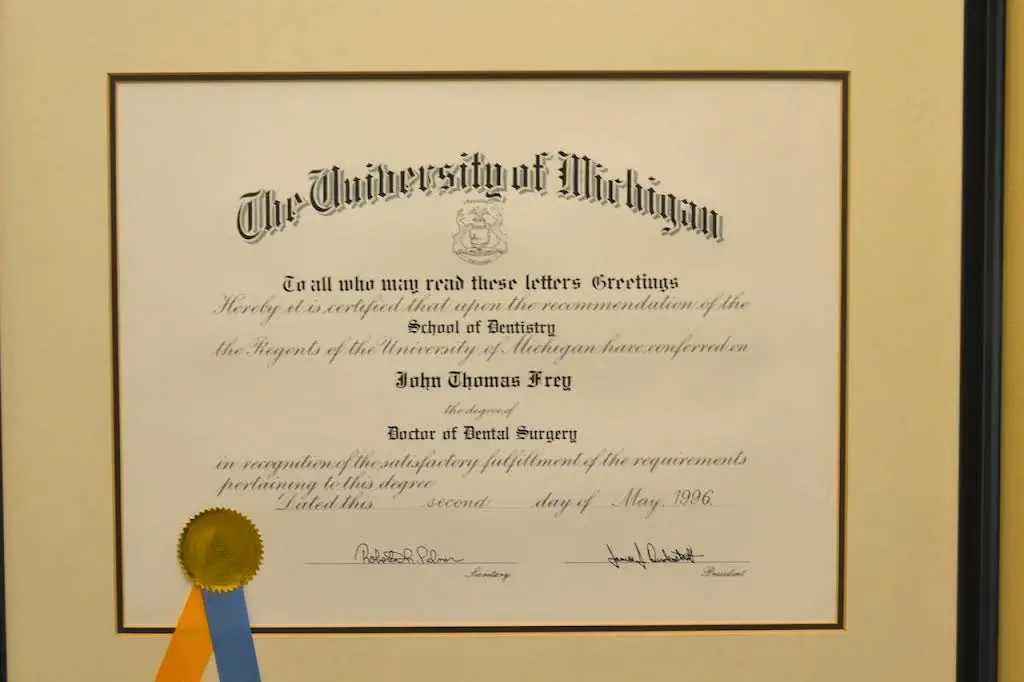 The University of Michigan
To all who may read these letters Greetings
Hereby it is certified that upon the recommendation of the
School of Dentistry
the Regents of the University of Michigan have conferred on
John Thomas Frey
the degree of
Doctor of Dental Surgery
in recognition of the satisfactory fulfillment of the requirements
pertaining to this degree
Dated this second day of May, 1996.
Secretary
President